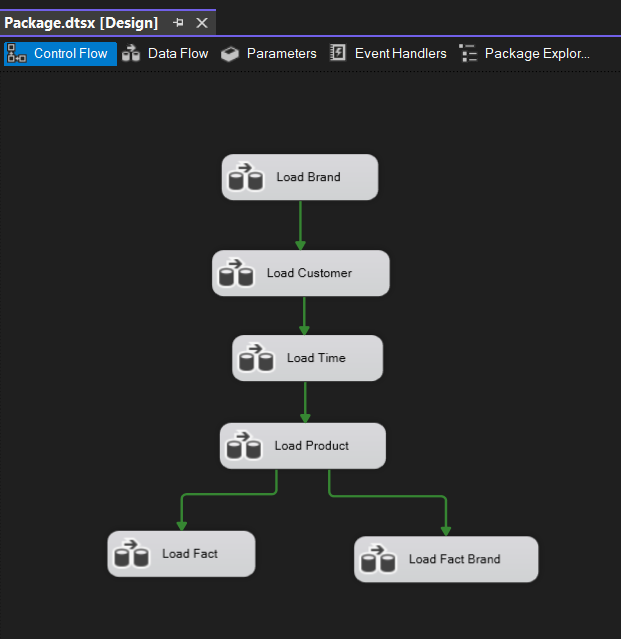 Package.dtsx [Design]
Control Flow Data Flow Parameters Event Handlers Package Explor...
Load Brand
Load Customer
Load Time
Load Product
Load Fact
Load Fact Brand